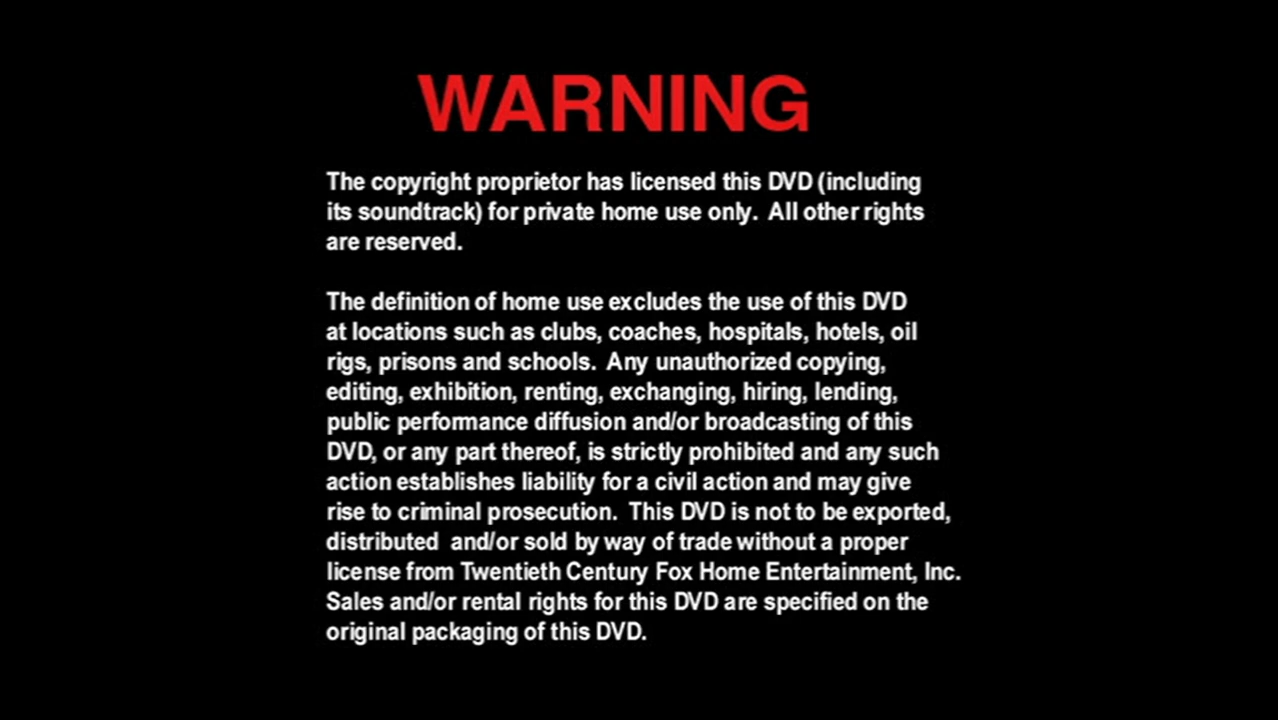 WARNING
The copyright proprietor has licensed this DVD (including
its soundtrack) for private home use only.  All other rights
are reserved.
The definition of home use excludes the use of this DVD
at locations such as clubs, coaches, hospitals, hotels, oil
rigs, prisons and schools.  Any unauthorized copying,
editing, exhibition, renting, exchanging, hiring, lending,
public performance diffusion and/or broadcasting of this
DVD, or any part thereof, is strictly prohibited and any such
action establishes liability for a civil action and may give
rise to criminal prosecution.  This DVD is not to be exported,
distributed  and/or sold by way of trade without a proper
license from Twentieth Century Fox Home Entertainment, Inc.
Sales and/or rental rights for this DVD are specified on the
original packaging of this DVD.